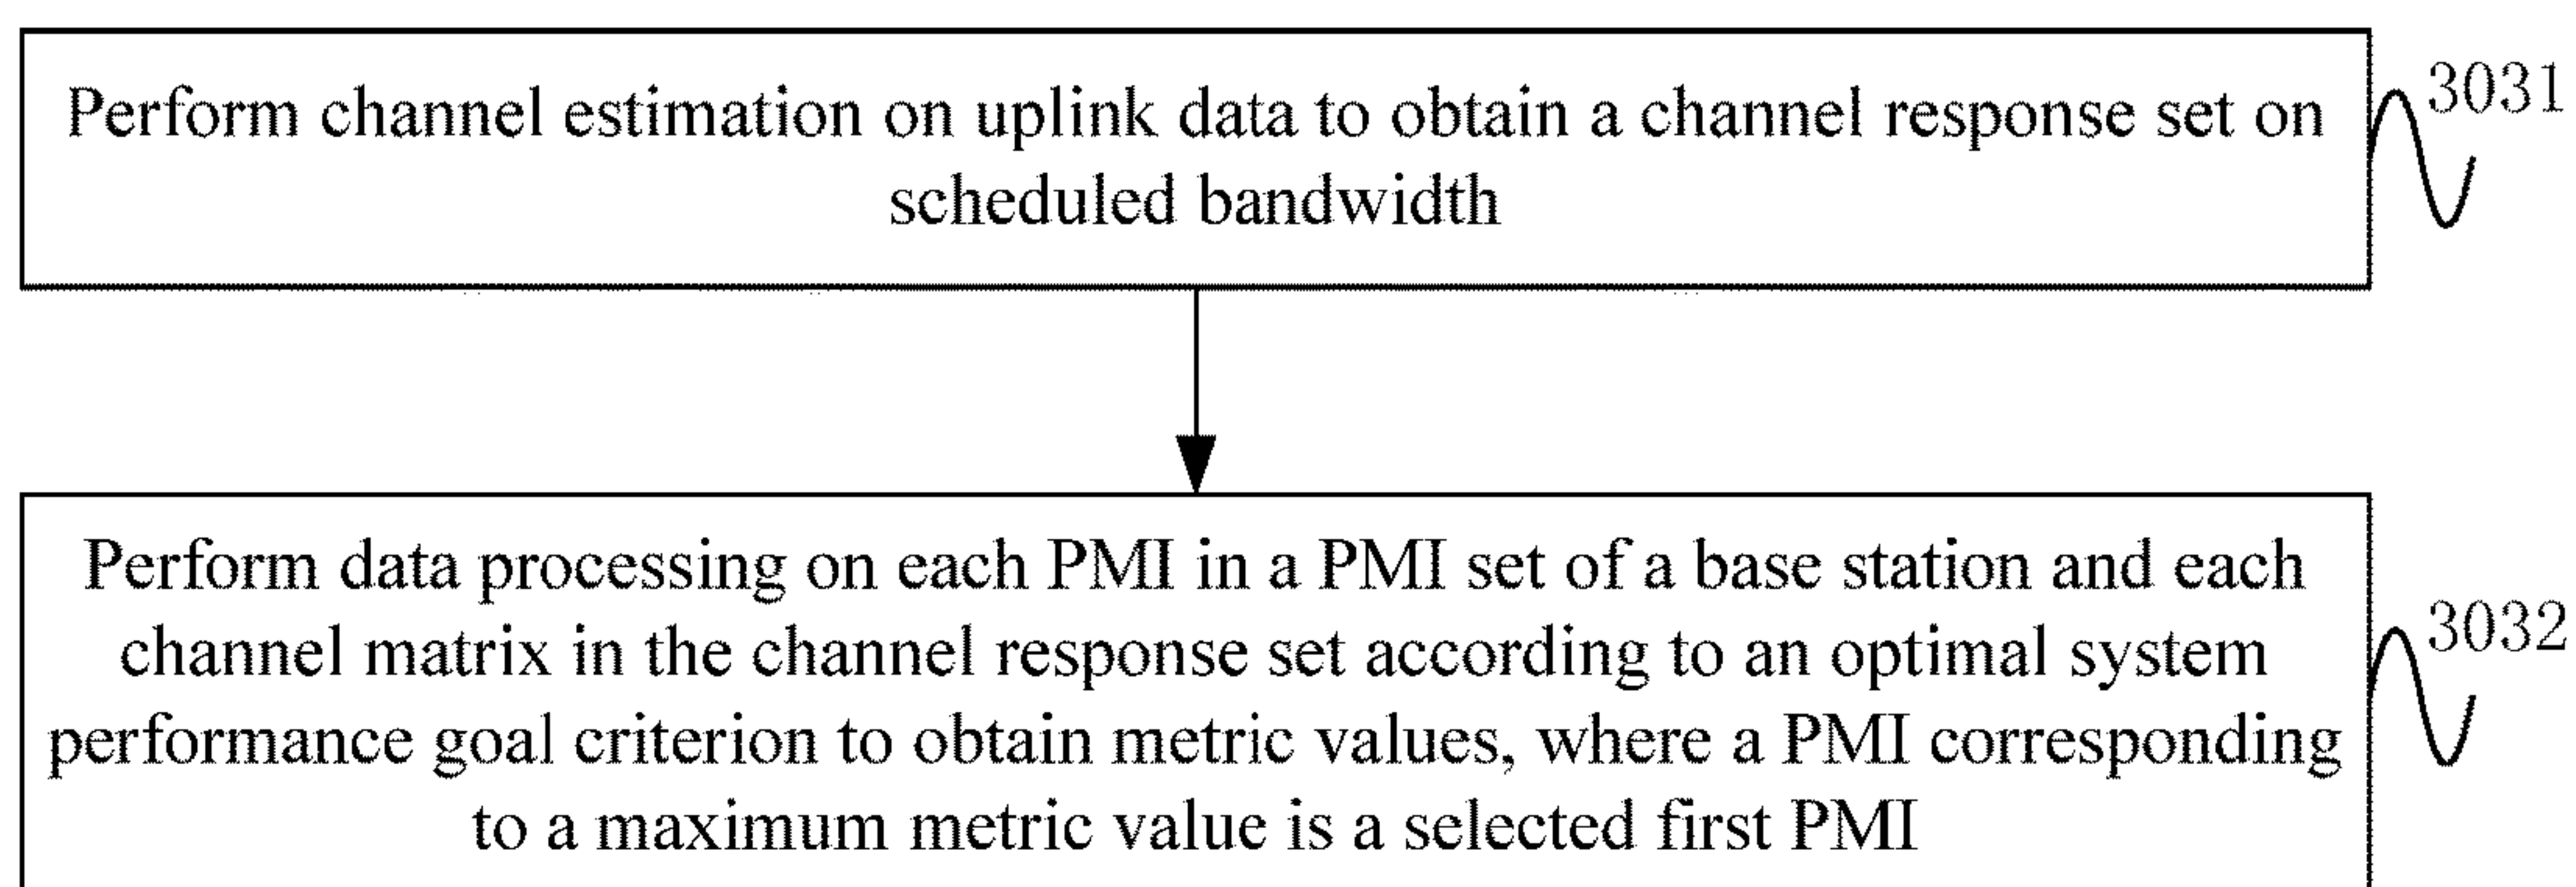 Perform channel estimation on uplink data to obtain a channel response set on
scheduled bandwidth
3031
Perform data processing on each PMI in a PMI set of a base station and each
channel matrix in the channel response set according to an optimal system
performance goal criterion to obtain metric values, where a PMI corresponding
to a maximum metric value is a selected first PMI
3032